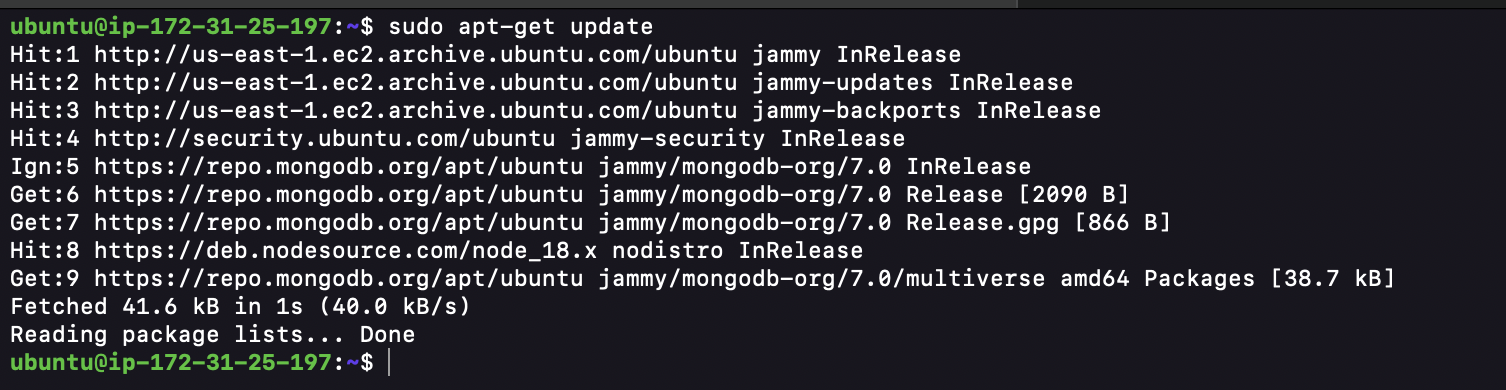 ubuntu@ip-172-31-25-197:~$ sudo apt-get update
Hit:1 http://us-east-1.ec2.archive.ubuntu.com/ubuntu jammy InRelease
Hit:2 http://us-east-1.ec2.archive.ubuntu.com/ubuntu jammy-updates InRelease
Hit:3 http://us-east-1.ec2.archive.ubuntu.com/ubuntu jammy-backports InRelease
Hit:4 http://security.ubuntu.com/ubuntu jammy-security InRelease
Ign:5 https://repo.mongodb.org/apt/ubuntu jammy/mongodb-org/7.0 InRelease
Get:6 https://repo.mongodb.org/apt/ubuntu jammy/mongodb-org/7.0 Release [2090 B]
Get:7 https://repo.mongodb.org/apt/ubuntu jammy/mongodb-org/7.0 Release.gpg [866 B]
Hit:8 https://deb.nodesource.com/node_18.x nodistro InRelease
Get:9 https://repo.mongodb.org/apt/ubuntu jammy/mongodb-org/7.0/multiverse amd64 Packages [38.7 kB]
Fetched 41.6 kB in 1s (40.0 kB/s)
Reading package lists... Done
ubuntu@ip-172-31-25-197:~$